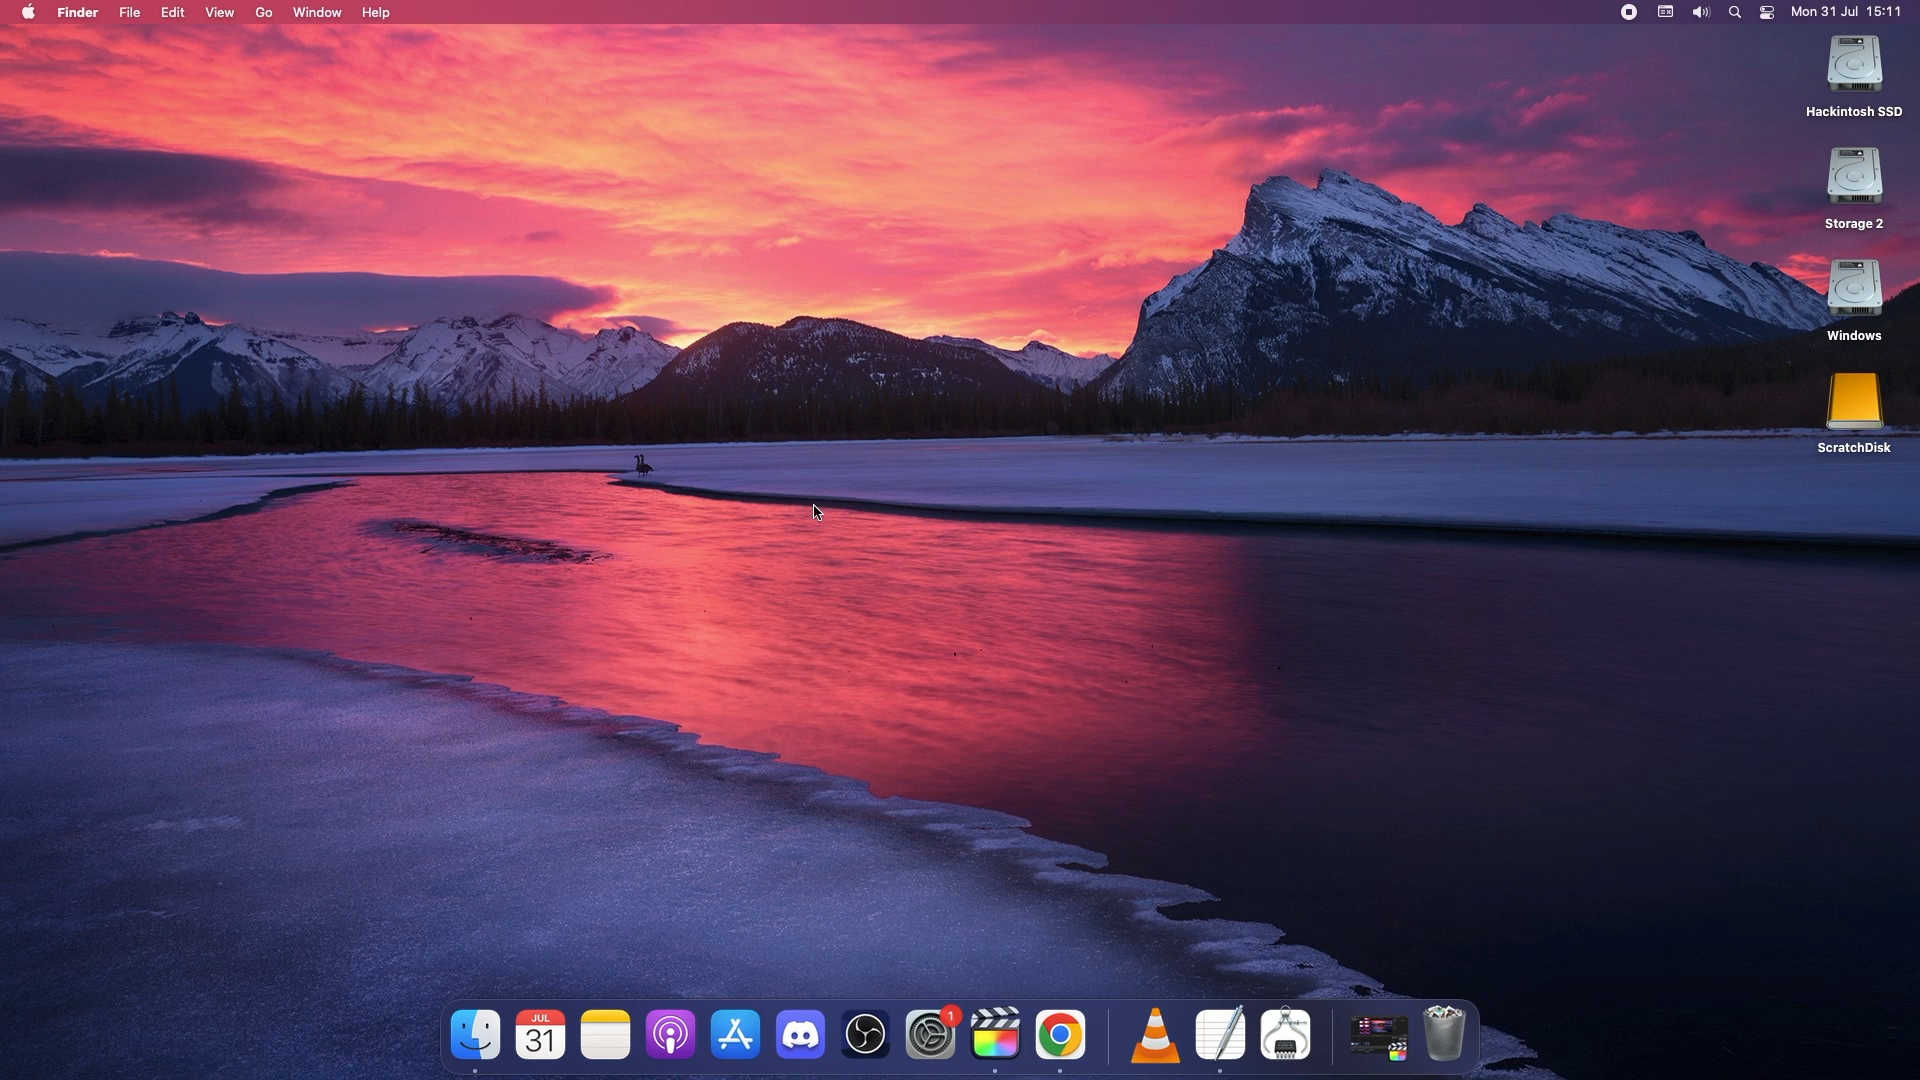 Finder File Edit View Go Window Help
Mon 31 Jul 15:11
Hackintosh SSD
Storage 2
Windows
ScratchDisk
JUL
31
1